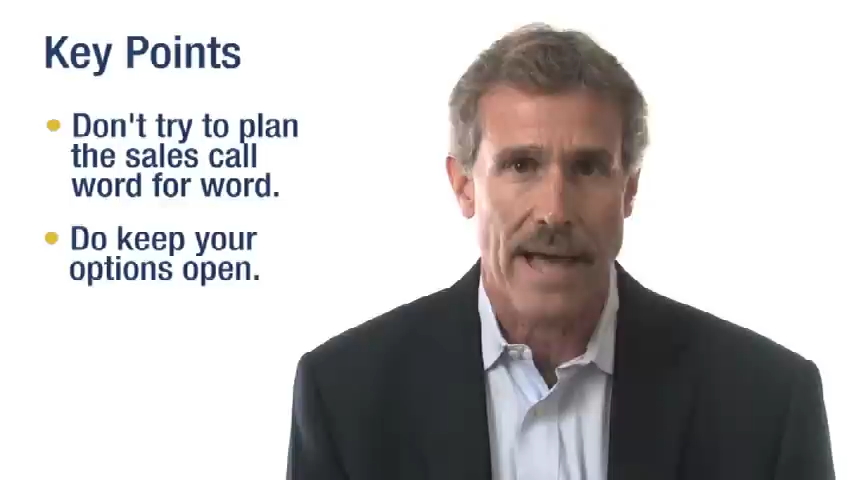 Key Points
• Don't try to plan
the sales call
word for word.
• Do keep your
options open.